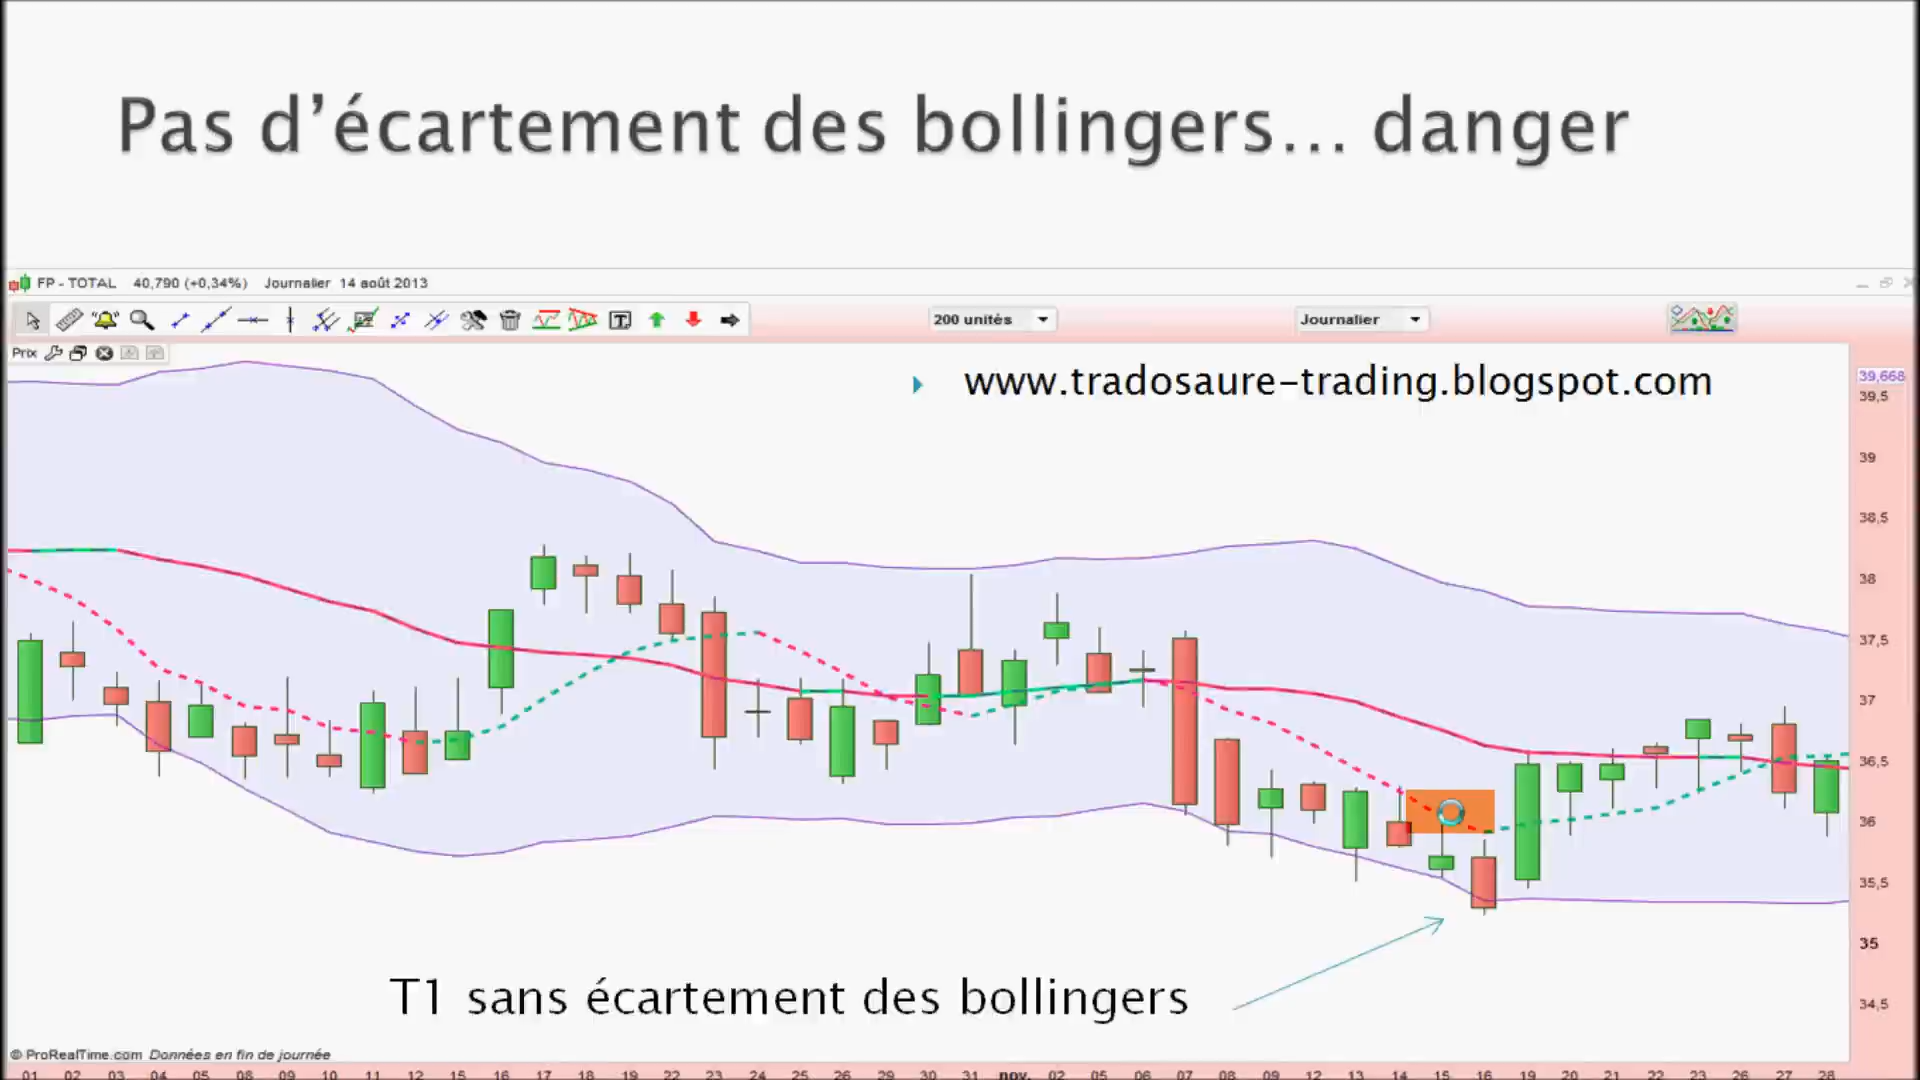 Pas d’écartement des bollingers... danger
FP - TOTAL 40,790 (+0,34%) Journalier 14 août 2013
200 unités
Journalier
Prix
www.tradosaure-trading.blogspot.com
39,668
39,5
39
38,5
38
37,5
37
36,5
36
35,5
35
34,5
T1 sans écartement des bollingers
© ProRealTime.com Données en fin de journée
01 02 03 04 05 08 09 10 11 12 15 16 17 18 19 22 23 24 25 26 29 30 31 nov. 02 05 06 07 08 09 12 13 14 15 16 19 20 21 22 23 26 27 28